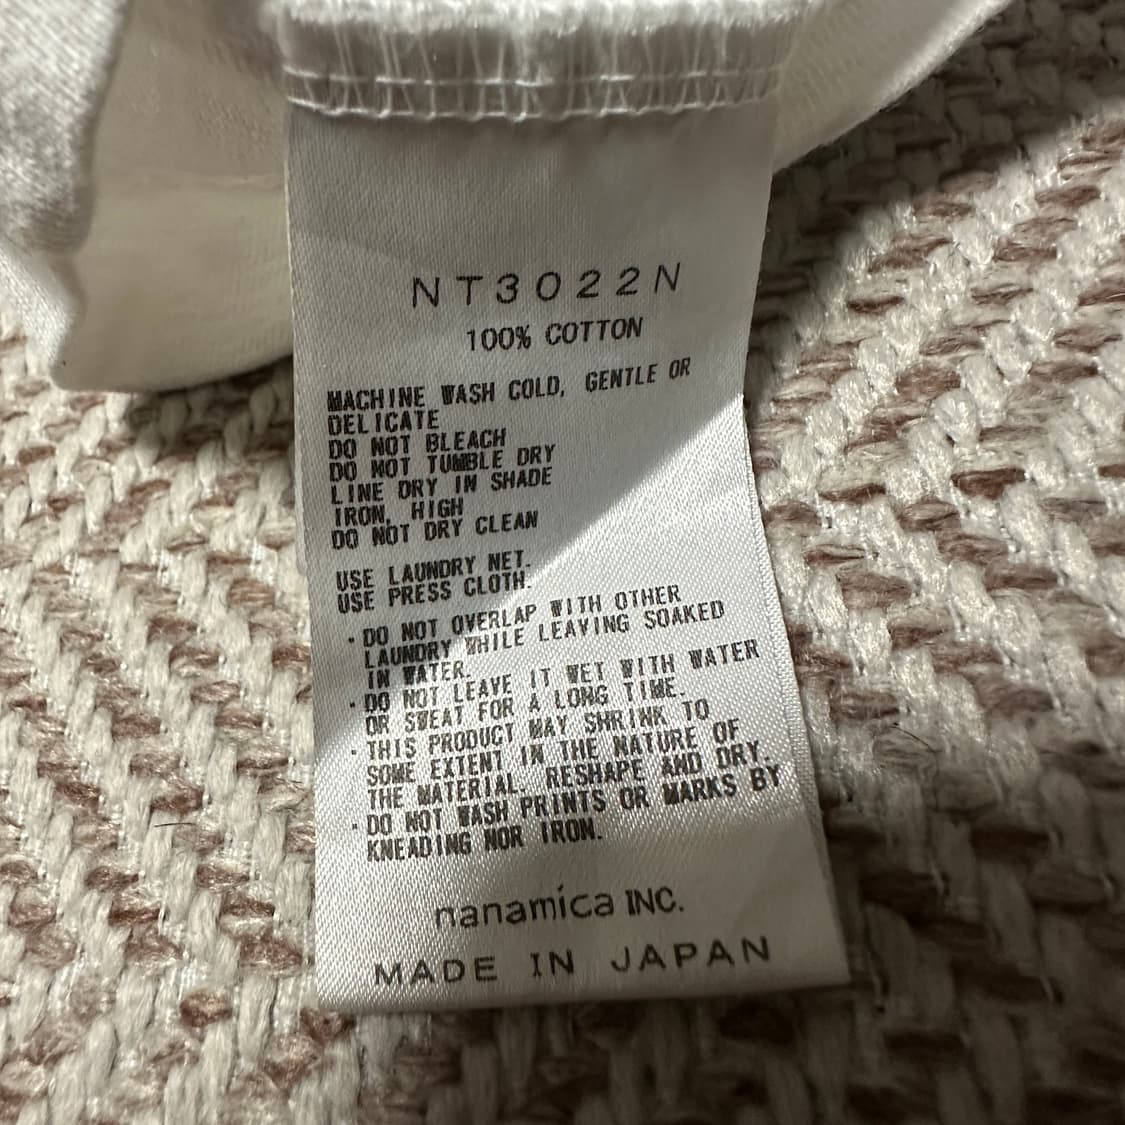 NT3022N
100% COTTON
MACHINE WASH COLD, GENTLE OR
DELICATE
DO NOT BLEACH
DO NOT TUMBLE DRY
LINE DRY IN SHADE
IRON, HIGH
DO NOT DRY CLEAN
USE LAUNDRY NET.
USE PRESS CLOTH.
・DO NOT OVERLAP WITH OTHER
LAUNDRY WHILE LEAVING SOAKED
IN WATER.
・DO NOT LEAVE IT WET WITH WATER
OR SWEAT FOR A LONG TIME.
・THIS PRODUCT MAY SHRINK TO
SOME EXTENT IN THE NATURE OF
THE MATERIAL. RESHAPE AND DRY.
・DO NOT WASH PRINTS OR MARKS BY
KNEADING NOR IRON.
nanamica INC.
MADE IN JAPAN